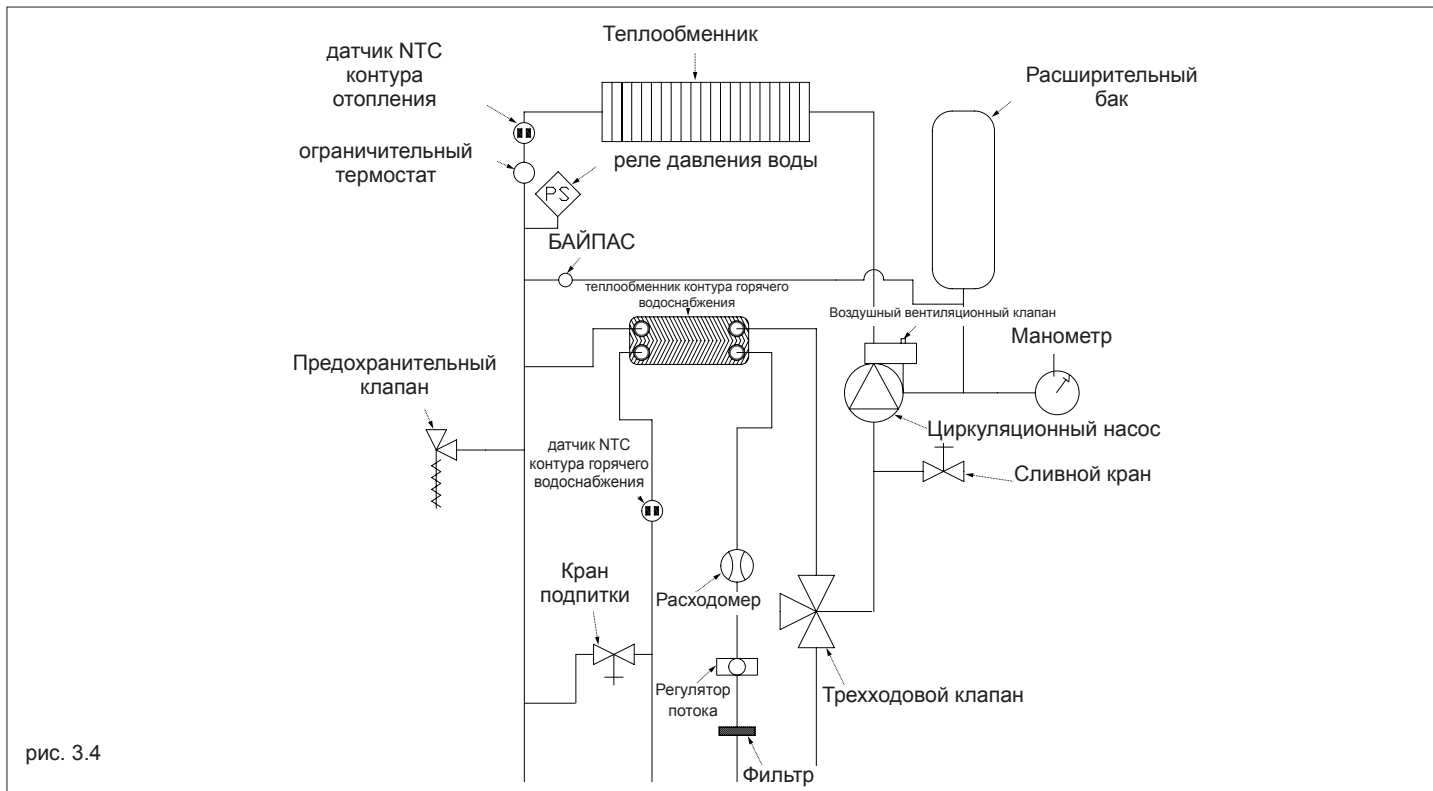 Теплообменник
датчик NTC
контура
отопления
Расширительный
бак
ограничительный
термостат
реле давления воды
PS
БАЙПАС
теплообменник контура горячего
водоснабжения
Воздушный вентиляционный клапан
Манометр
Предохранительный
клапан
Циркуляционный насос
датчик NTC
контура горячего
водоснабжения
Сливной кран
Кран
подпитки
Расходомер
Регулятор
потока
Трехходовой клапан
рис. 3.4
Фильтр